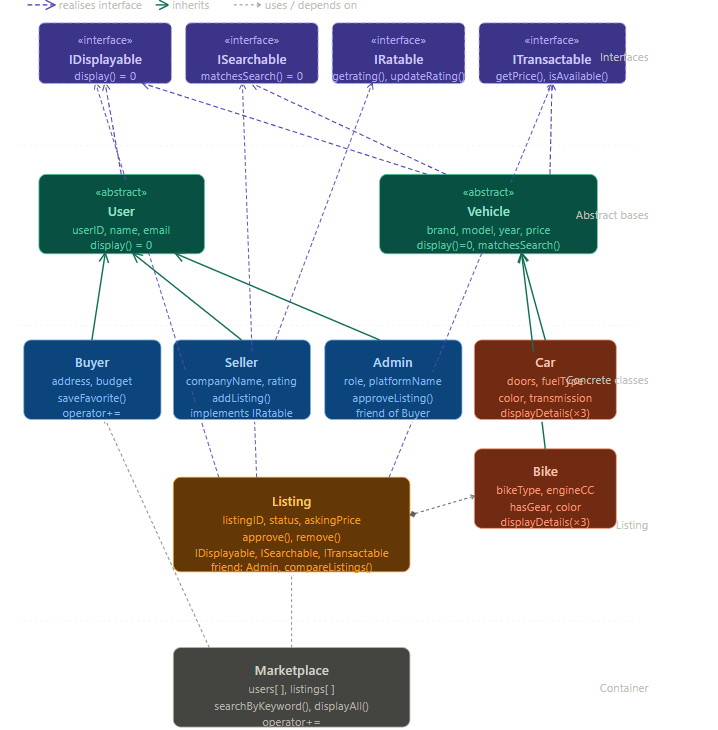 realises interface inherits uses / depends on
«interface»
IDisplayable
display() = 0
«interface»
ISearchable
matchesSearch() = 0
«interface»
IRatable
getrating(), updateRating()
«interface»
ITransactable
getPrice(), isAvailable()
Interfaces
«abstract»
User
userID, name, email
display() = 0
«abstract»
Vehicle
brand, model, year, price
display()=0, matchesSearch()
Abstract bases
Buyer
address, budget
saveFavorite()
operator+=
Seller
companyName, rating
addListing()
implements IRatable
Admin
role, platformName
approveListing()
friend of Buyer
Car
doors, fuelType
color, transmission
displayDetails(×3)
Concrete classes
Bike
bikeType, engineCC
hasGear, color
displayDetails(×3)
Listing
listingID, status, askingPrice
approve(), remove()
IDisplayable, ISearchable, ITransactable
friend: Admin, compareListings()
Listing
Marketplace
users[ ], listings[ ]
searchByKeyword(), displayAll()
operator+=
Container